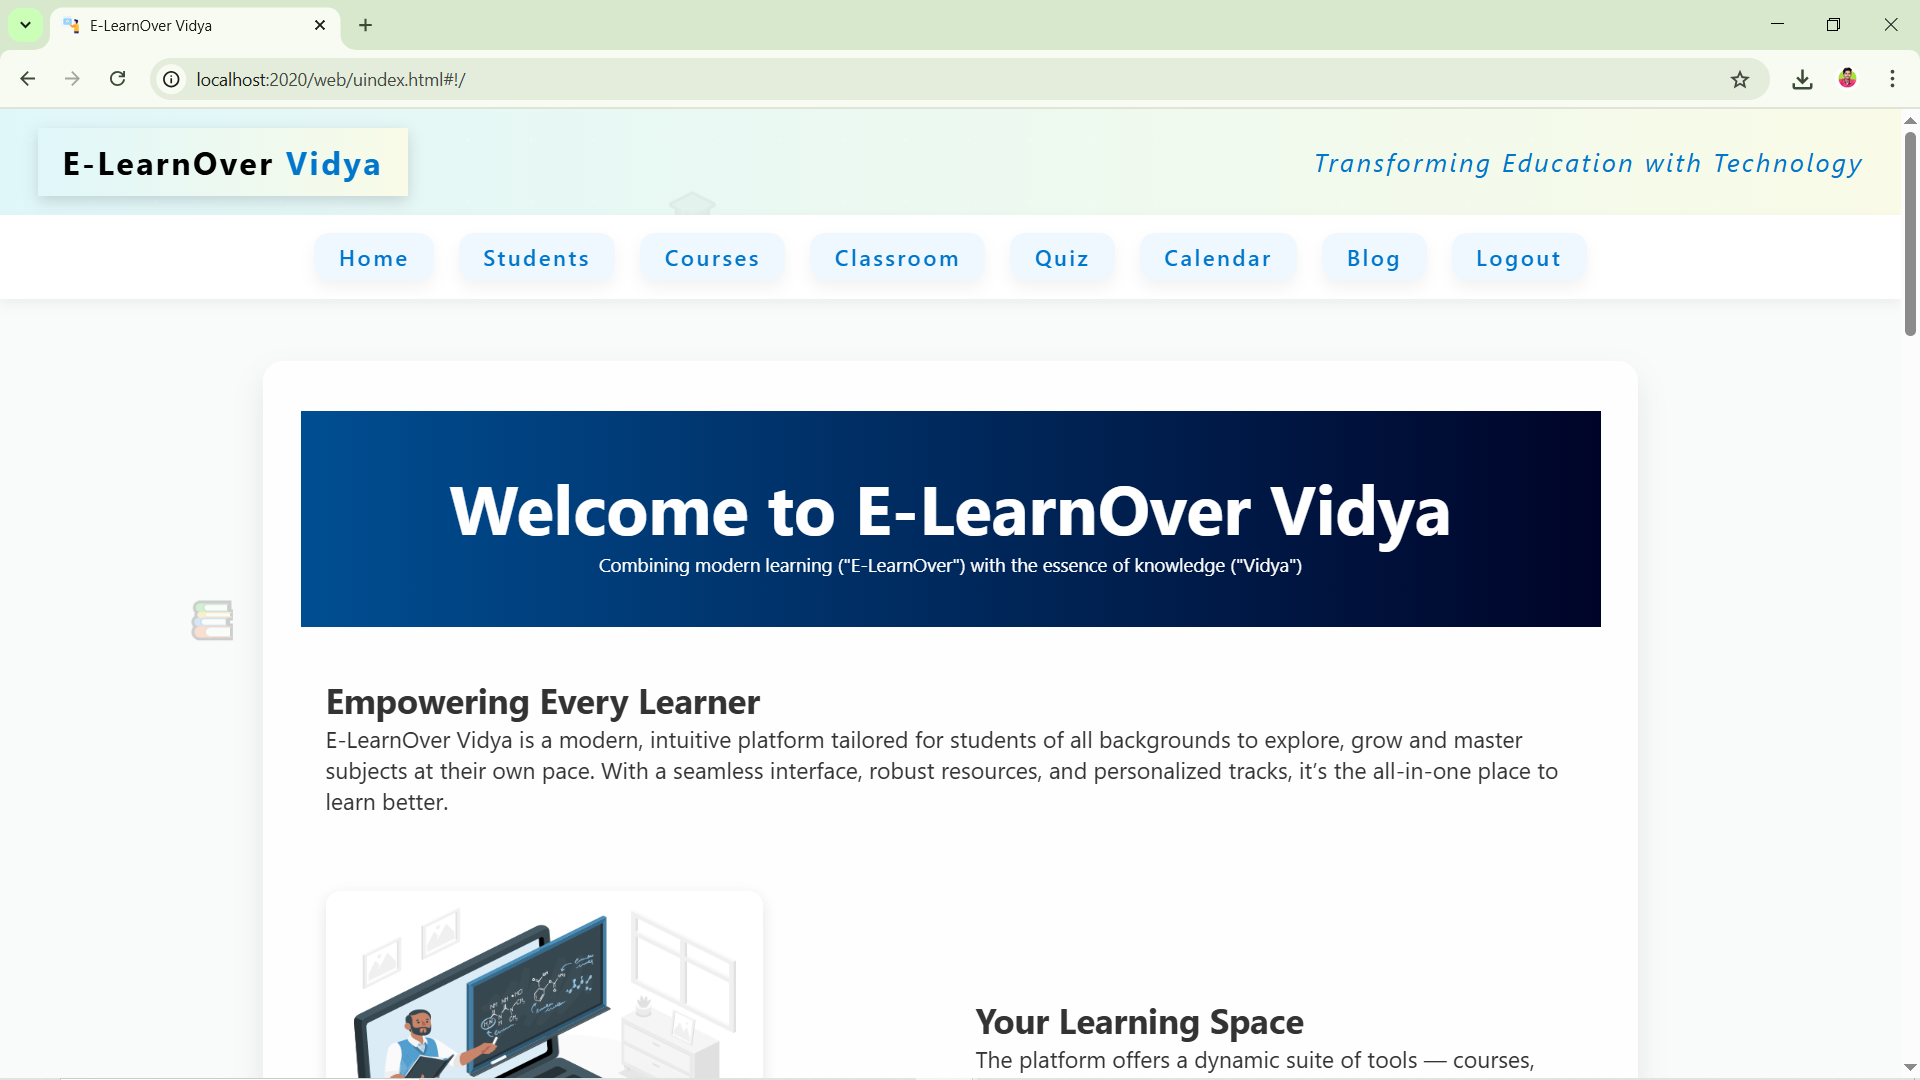 E-LearnOver Vidya
localhost:2020/web/uindex.html#!/
E-LearnOver Vidya
Transforming Education with Technology
Home Students Courses Classroom Quiz Calendar Blog Logout
Welcome to E-LearnOver Vidya
Combining modern learning ("E-LearnOver") with the essence of knowledge ("Vidya")
Empowering Every Learner
E-LearnOver Vidya is a modern, intuitive platform tailored for students of all backgrounds to explore, grow and master
subjects at their own pace. With a seamless interface, robust resources, and personalized tracks, it’s the all-in-one place to
learn better.
Your Learning Space
The platform offers a dynamic suite of tools — courses,